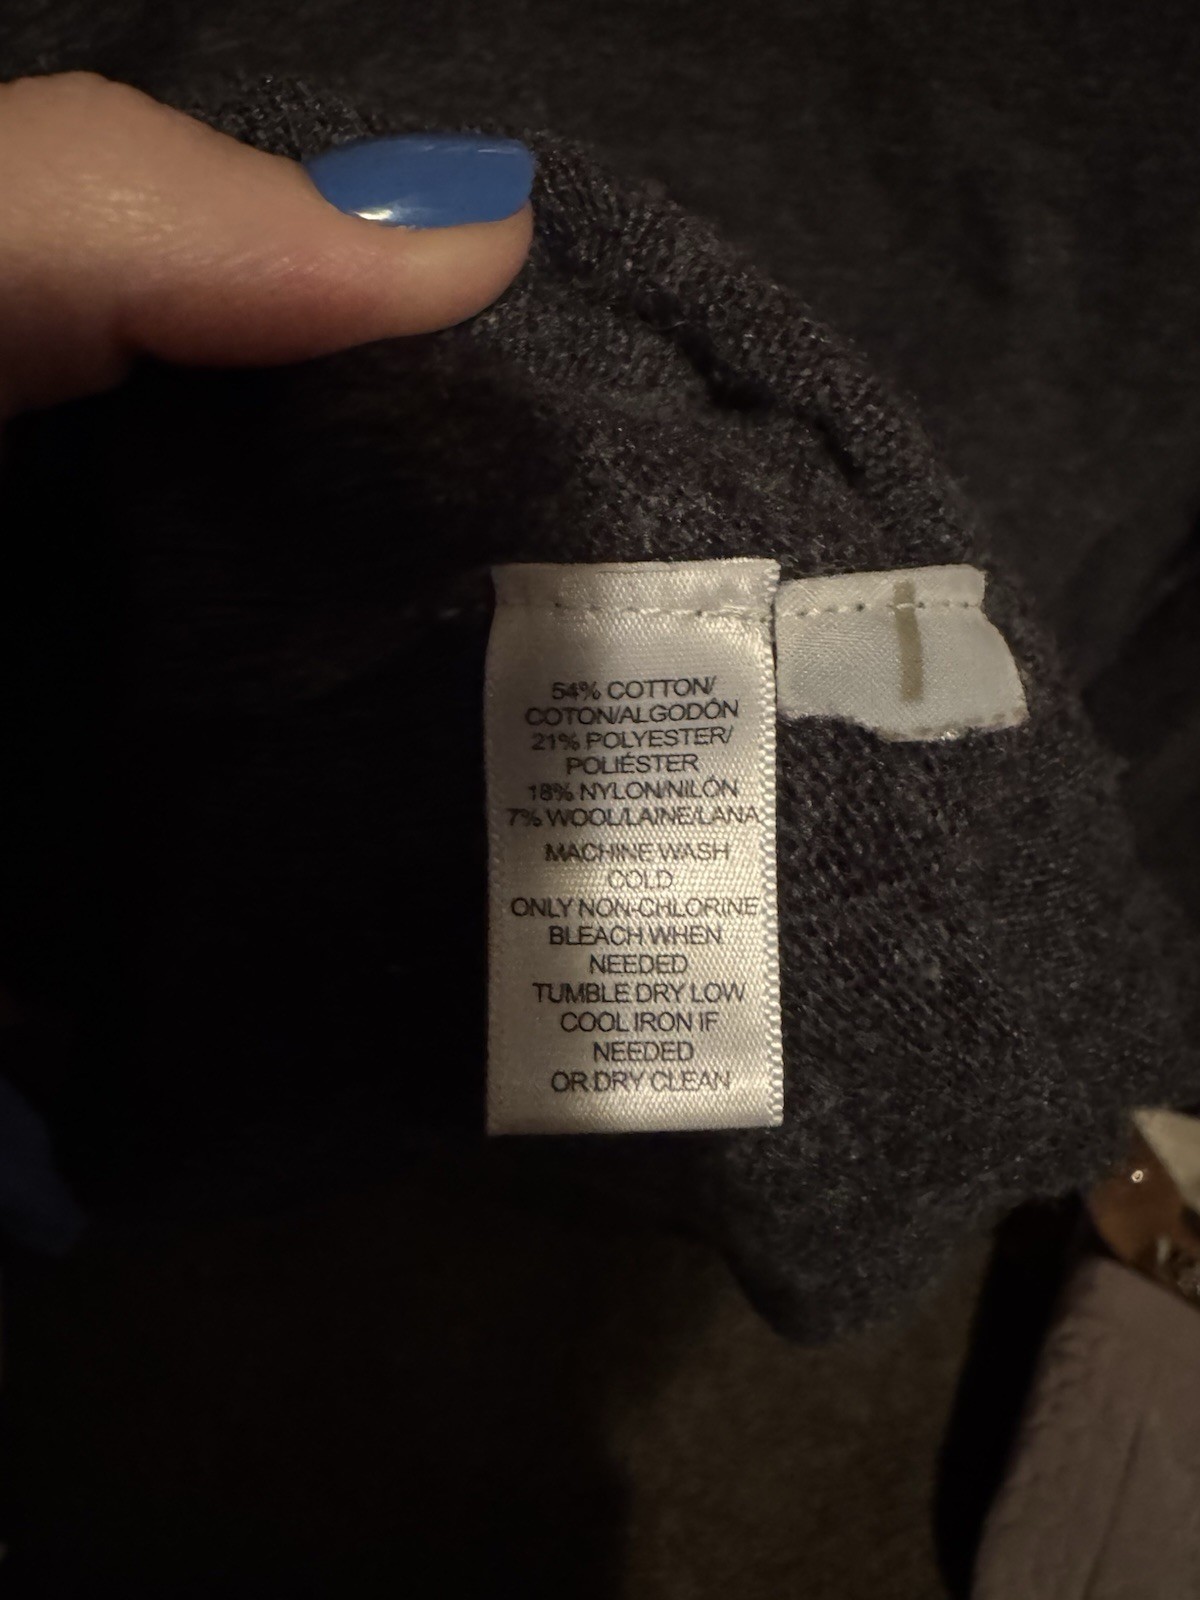 54% COTTON/
COTON/ALGODÓN
21% POLYESTER/
POLIÉSTER
18% NYLON/NILÓN
7% WOOL/LAINE/LANA
MACHINE WASH
COLD
ONLY NON-CHLORINE
BLEACH WHEN
NEEDED
TUMBLE DRY LOW
COOL IRON IF
NEEDED
OR DRY CLEAN